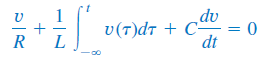 v/R + 1/L ∫_{-∞}^{t} v(τ)dτ + C dv/dt = 0